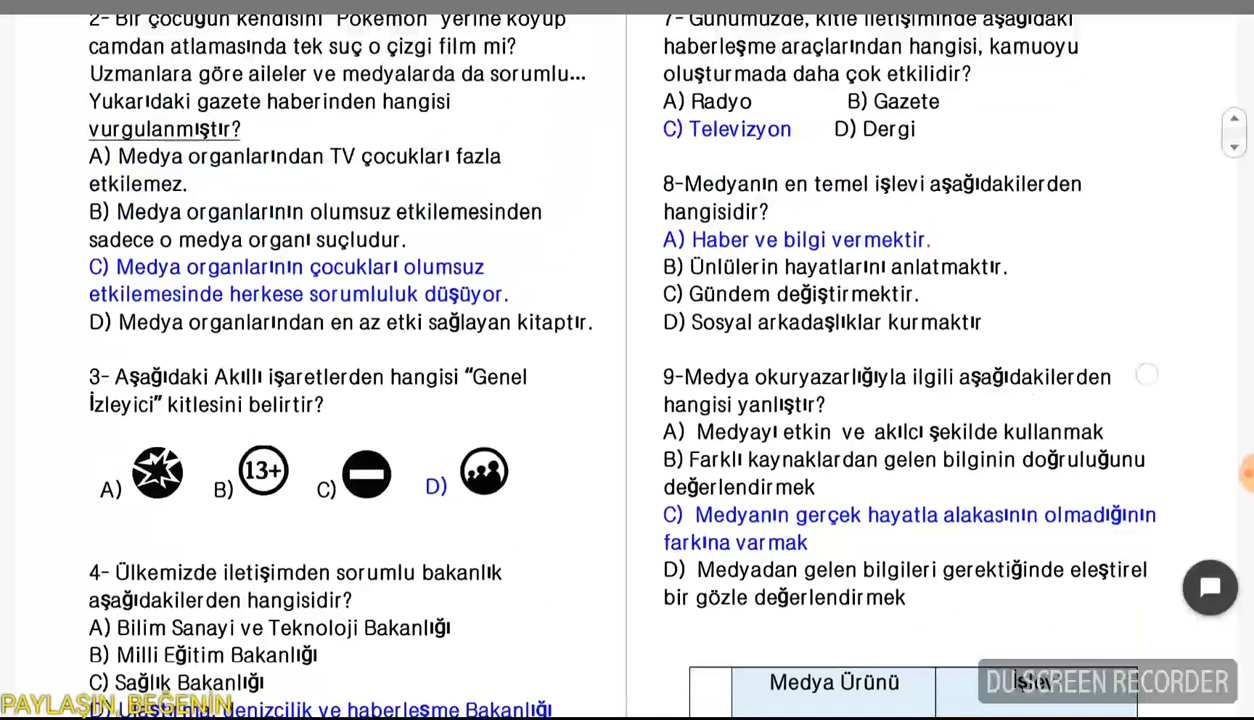 2- Bir çocuğun kendisini "Pokemon" yerine koyup
camdan atlamasında tek suç o çizgi film mi?
Uzmanlara göre aileler ve medyalarda da sorumlu...
Yukarıdaki gazete haberinden hangisi
vurgulanmıştır?
A) Medya organlarından TV çocukları fazla
etkilemez.
B) Medya organlarının olumsuz etkilemesinden
sadece o medya organı suçludur.
C) Medya organlarının çocukları olumsuz
etkilemesinde herkese sorumluluk düşüyor.
D) Medya organlarından en az etki sağlayan kitaptır.
3- Aşağıdaki Akıllı işaretlerden hangisi "Genel
İzleyici" kitlesini belirtir?
A) B) 13+ C) D)
4- Ülkemizde iletişimden sorumlu bakanlık
aşağıdakilerden hangisidir?
A) Bilim Sanayi ve Teknoloji Bakanlığı
B) Milli Eğitim Bakanlığı
C) Sağlık Bakanlığı
D) Ulaştırma, denizcilik ve haberleşme Bakanlığı
PAYLAŞIN, BEĞENİN
7- Günümüzde, kitle iletişiminde aşağıdaki
haberleşme araçlarından hangisi, kamuoyu
oluşturmada daha çok etkilidir?
A) Radyo B) Gazete
C) Televizyon D) Dergi
8-Medyanın en temel işlevi aşağıdakilerden
hangisidir?
A) Haber ve bilgi vermektir.
B) Ünlülerin hayatlarını anlatmaktır.
C) Gündem değiştirmektir.
D) Sosyal arkadaşlıklar kurmaktır
9-Medya okuryazarlığıyla ilgili aşağıdakilerden
hangisi yanlıştır?
A) Medyayı etkin ve akılcı şekilde kullanmak
B) Farklı kaynaklardan gelen bilginin doğruluğunu
değerlendirmek
C) Medyanın gerçek hayatla alakasının olmadığının
farkına varmak
D) Medyadan gelen bilgileri gerektiğinde eleştirel
bir gözle değerlendirmek
Medya Ürünü İşlev
DU SCREEN RECORDER